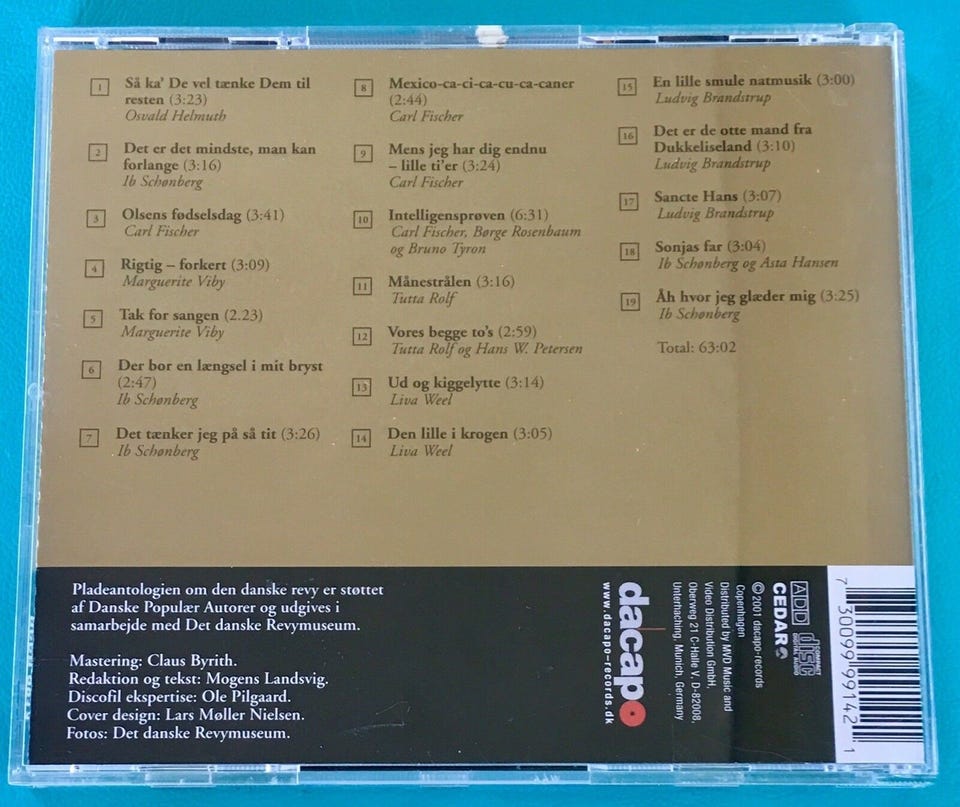 1 Så ka' De vel tænke Dem til
resten (3:23)
Osvald Helmuth
2 Det er det mindste, man kan
forlange (3:16)
Ib Schønberg
3 Olsens fødselsdag (3:41)
Carl Fischer
4 Rigtig – forkert (3:09)
Marguerite Viby
5 Tak for sangen (2.23)
Marguerite Viby
6 Der bor en længsel i mit bryst
(2:47)
Ib Schønberg
7 Det tænker jeg på så tit (3:26)
Ib Schønberg
8 Mexico-ca-ci-ca-cu-ca-caner
(2:44)
Carl Fischer
9 Mens jeg har dig endnu
– lille ti'er (3:24)
Carl Fischer
10 Intelligensprøven (6:31)
Carl Fischer, Børge Rosenbaum
og Bruno Tyron
11 Månestrålen (3:16)
Tutta Rolf
12 Vores begge to's (2:59)
Tutta Rolf og Hans W. Petersen
13 Ud og kiggelytte (3:14)
Liva Weel
14 Den lille i krogen (3:05)
Liva Weel
15 En lille smule natmusik (3:00)
Ludvig Brandstrup
16 Det er de otte mand fra
Dukkeliseland (3:10)
Ludvig Brandstrup
17 Sancte Hans (3:07)
Ludvig Brandstrup
18 Sonjas far (3:04)
Ib Schønberg og Asta Hansen
19 Åh hvor jeg glæder mig (3:25)
Ib Schønberg
Total: 63:02
Pladeantologien om den danske revy er støttet
af Danske Populær Autorer og udgives i
samarbejde med Det danske Revymuseum.
Mastering: Claus Byrith.
Redaktion og tekst: Mogens Landsvig.
Discofil ekspertise: Ole Pilgaard.
Cover design: Lars Møller Nielsen.
Fotos: Det danske Revymuseum.
dacapo
www.dacapo-records.dk
ADD
COMPACT
disc
DIGITAL AUDIO
CEDAR
© 2001 dacapo-records
Copenhagen
Distributed by MVD Music and
Video Distribution GmbH,
Oberweg 21 C-Halle V, D-82008,
Unterhaching, Munich, Germany
7 30099 99142 1